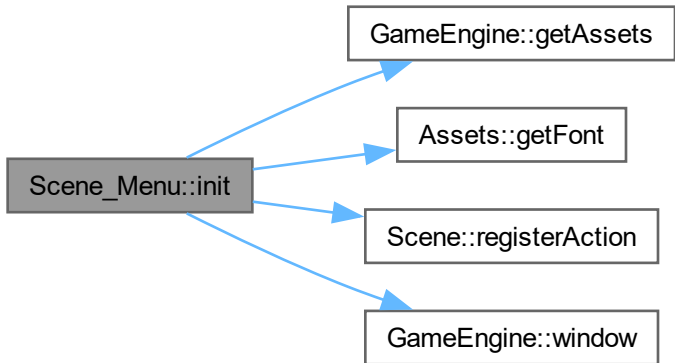 GameEngine::getAssets
Assets::getFont
Scene_Menu::init
Scene::registerAction
GameEngine::window